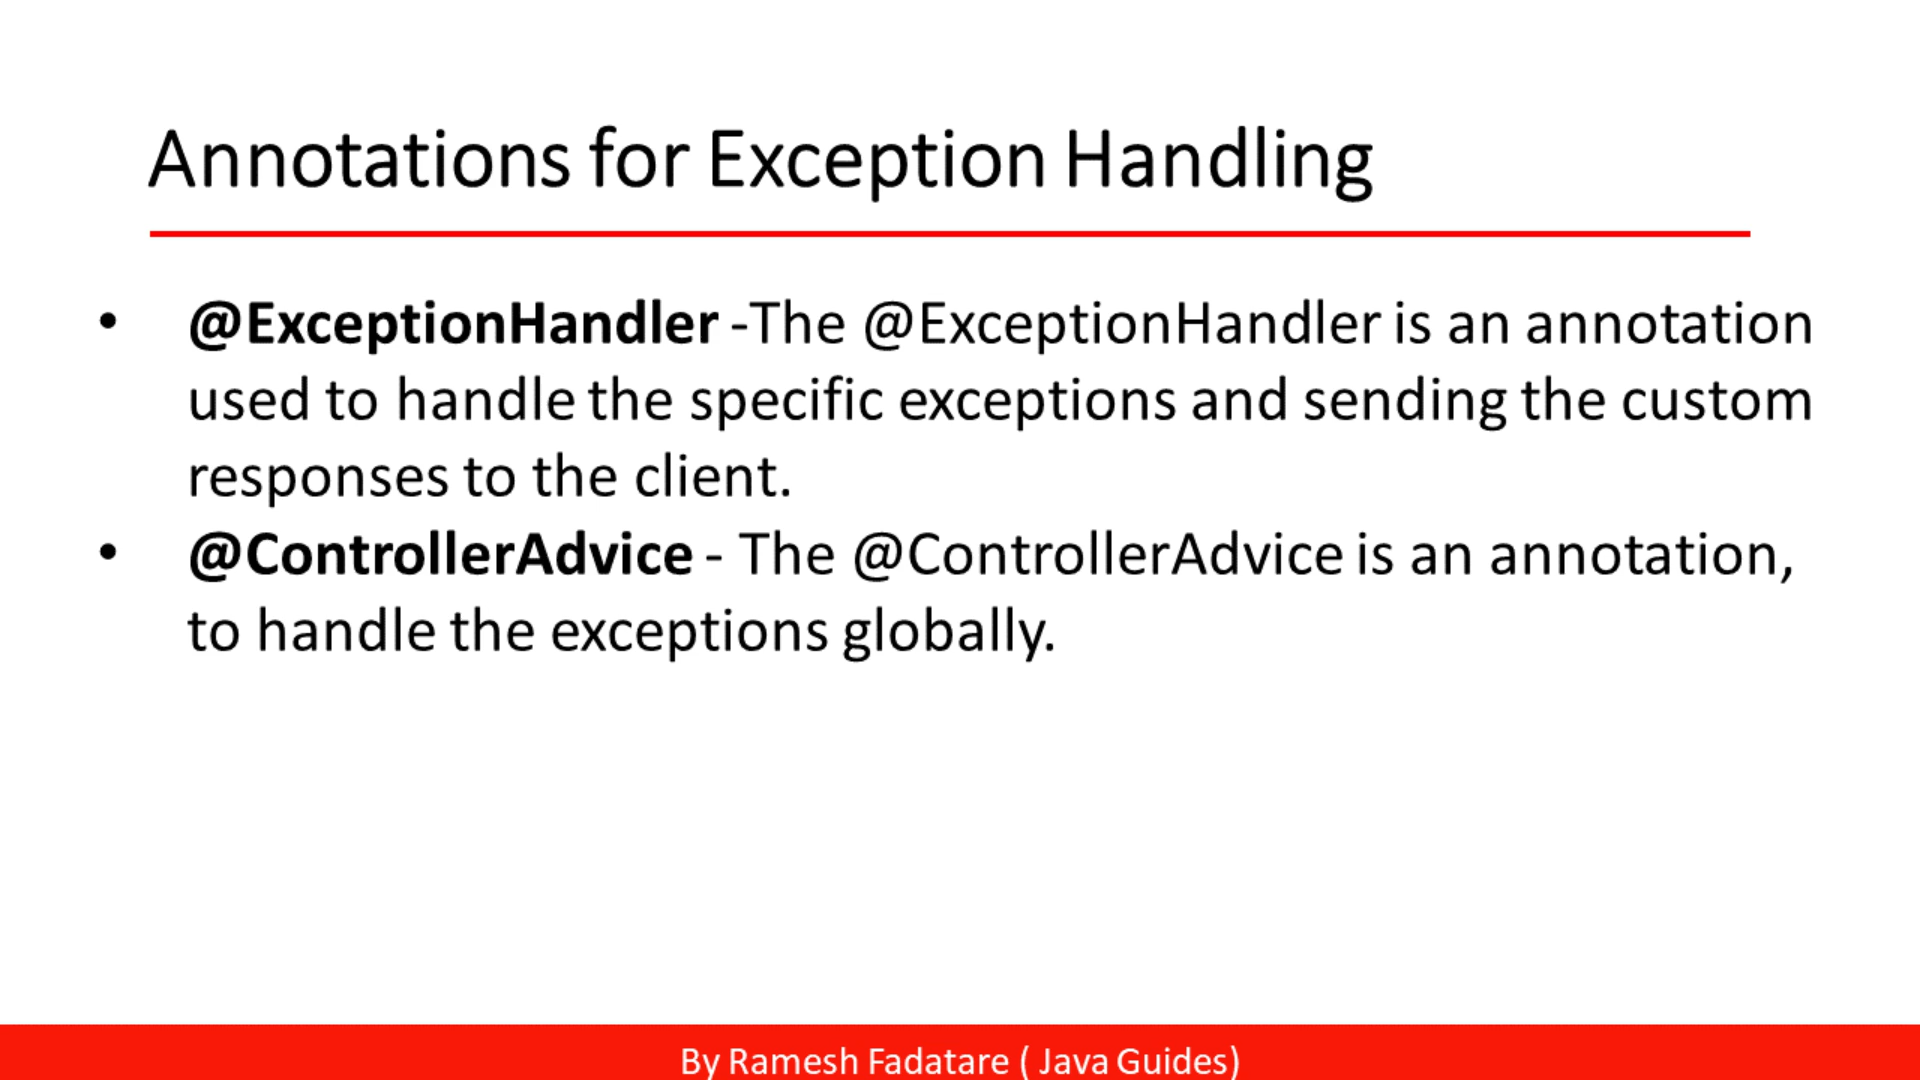 Annotations for Exception Handling
• @ExceptionHandler -The @ExceptionHandler is an annotation
used to handle the specific exceptions and sending the custom
responses to the client.
• @ControllerAdvice - The @ControllerAdvice is an annotation,
to handle the exceptions globally.
By Ramesh Fadatare ( Java Guides)